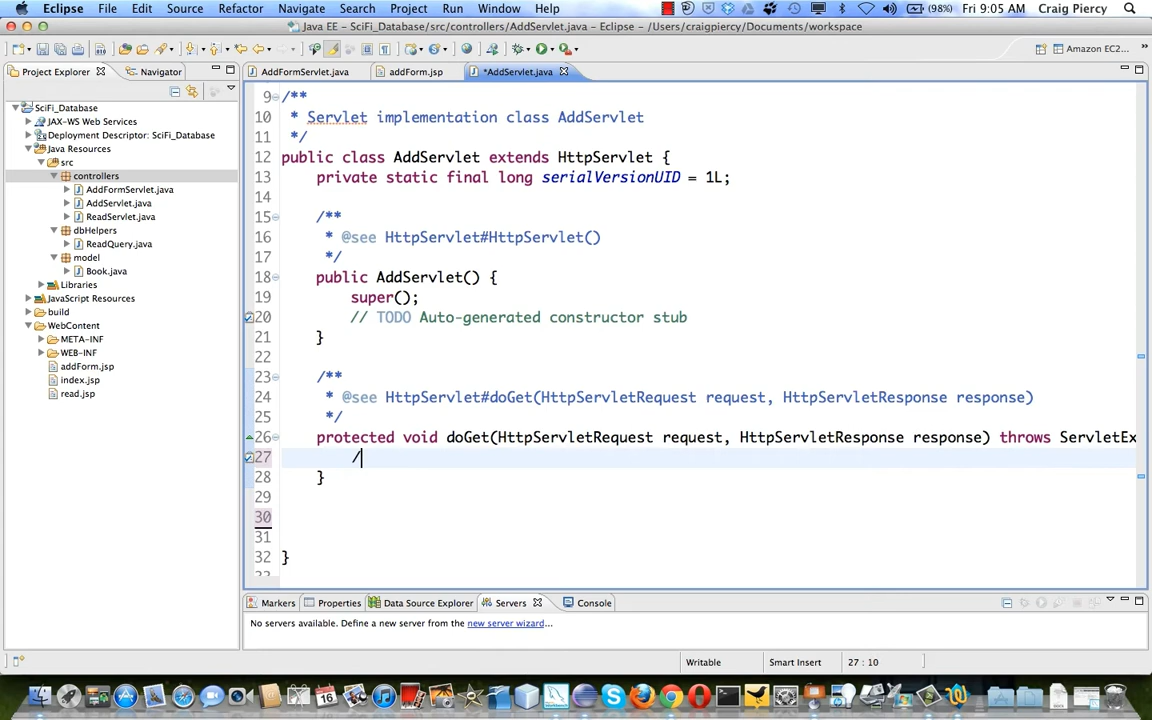 Eclipse File Edit Source Refactor Navigate Search Project Run Window Help (98%) Fri 9:05 AM Craig Piercy
Java EE - SciFi_Database/src/controllers/AddServlet.java - Eclipse - /Users/craigpiercy/Documents/workspace
Amazon EC2...
Project Explorer Navigator
AddFormServlet.java addForm.jsp *AddServlet.java
SciFi_Database
JAX-WS Web Services
Deployment Descriptor: SciFi_Database
Java Resources
src
controllers
AddFormServlet.java
AddServlet.java
ReadServlet.java
dbHelpers
ReadQuery.java
model
Book.java
Libraries
JavaScript Resources
build
WebContent
META-INF
WEB-INF
addForm.jsp
index.jsp
read.jsp
9 /**
10 * Servlet implementation class AddServlet
11 */
12 public class AddServlet extends HttpServlet {
13 private static final long serialVersionUID = 1L;
14
15 /**
16 * @see HttpServlet#HttpServlet()
17 */
18 public AddServlet() {
19 super();
20 // TODO Auto-generated constructor stub
21 }
22
23 /**
24 * @see HttpServlet#doGet(HttpServletRequest request, HttpServletResponse response)
25 */
26 protected void doGet(HttpServletRequest request, HttpServletResponse response) throws ServletEx
27 /
28 }
29
30
31
32 }
Markers Properties Data Source Explorer Servers Console
No servers available. Define a new server from the new server wizard...
Writable Smart Insert 27 : 10